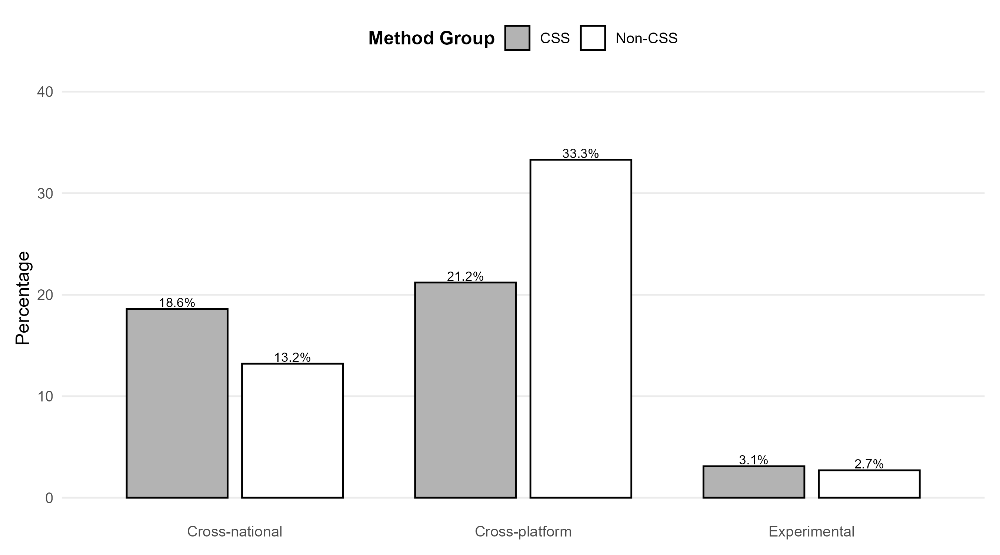 Method Group CSS Non-CSS
40
30
20
10
0
Percentage
18.6%
13.2%
21.2%
33.3%
3.1%
2.7%
Cross-national
Cross-platform
Experimental